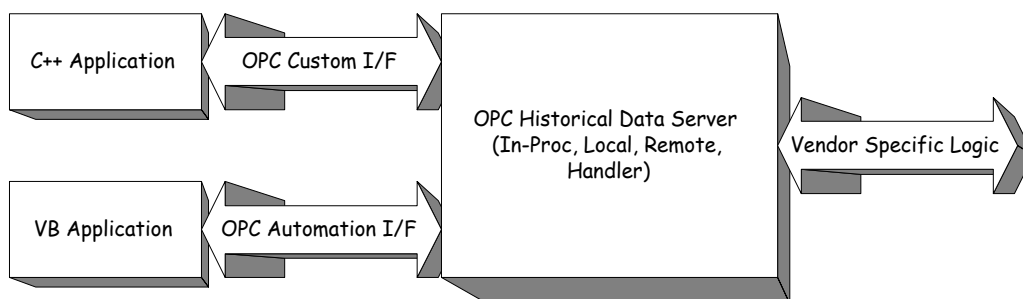 C++ Application
OPC Custom I/F
OPC Historical Data Server
(In-Proc, Local, Remote,
Handler)
Vendor Specific Logic
VB Application
OPC Automation I/F